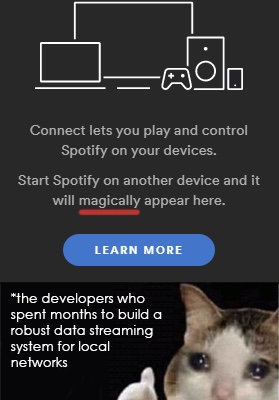 Connect lets you play and control
Spotify on your devices.
Start Spotify on another device and it
will magically appear here.
LEARN MORE
*the developers who
spent months to build a
robust data streaming
system for local
networks